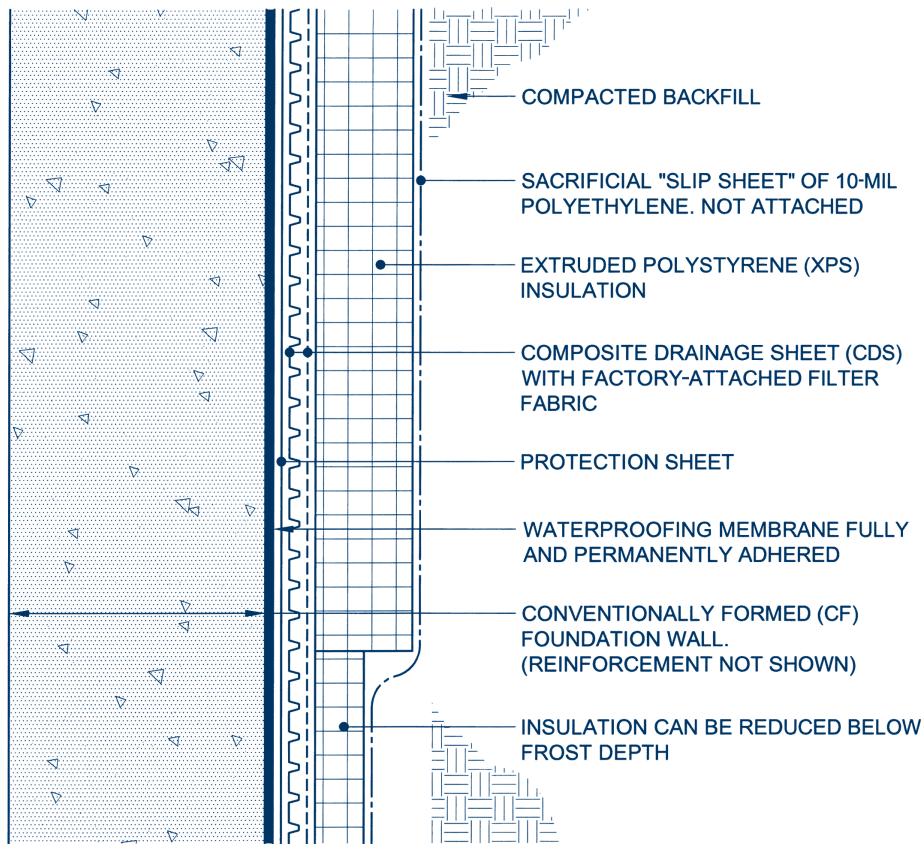 COMPACTED BACKFILL
SACRIFICIAL "SLIP SHEET" OF 10-MIL
POLYETHYLENE. NOT ATTACHED
EXTRUDED POLYSTYRENE (XPS)
INSULATION
COMPOSITE DRAINAGE SHEET (CDS)
WITH FACTORY-ATTACHED FILTER
FABRIC
PROTECTION SHEET
WATERPROOFING MEMBRANE FULLY
AND PERMANENTLY ADHERED
CONVENTIONALLY FORMED (CF)
FOUNDATION WALL.
(REINFORCEMENT NOT SHOWN)
INSULATION CAN BE REDUCED BELOW
FROST DEPTH